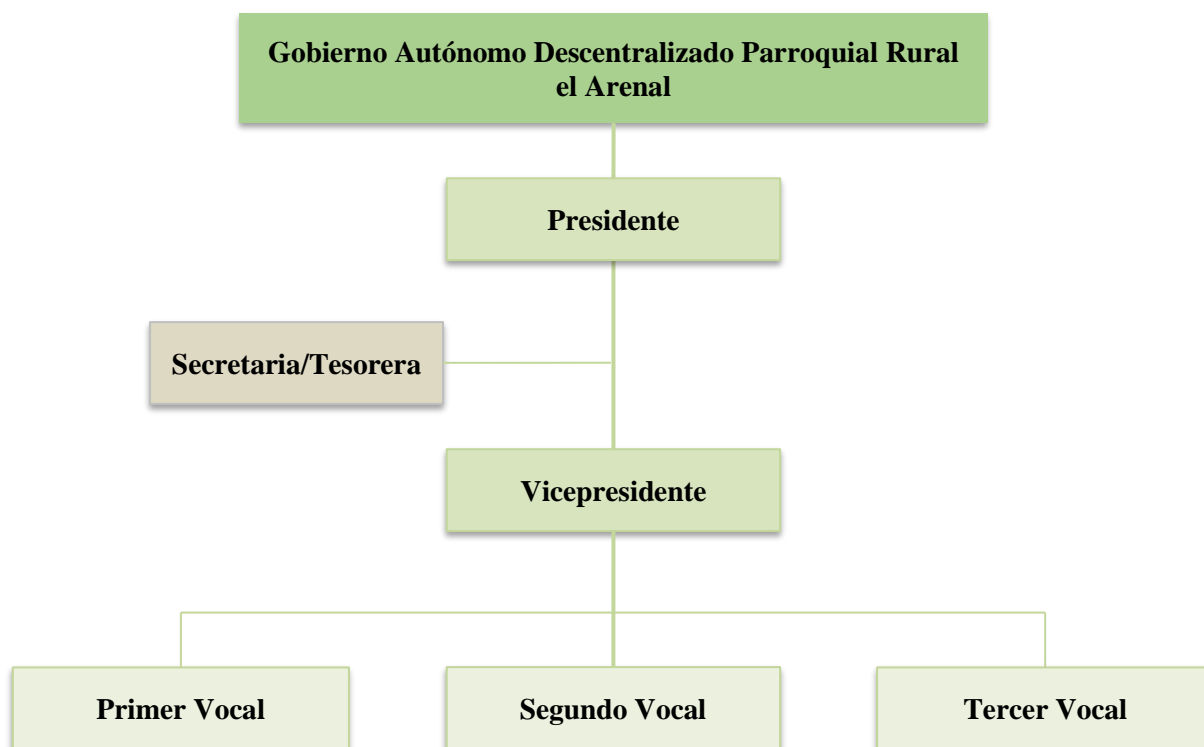 Gobierno Autónomo Descentralizado Parroquial Rural
el Arenal
Presidente
Secretaria/Tesorera
Vicepresidente
Primer Vocal
Segundo Vocal
Tercer Vocal